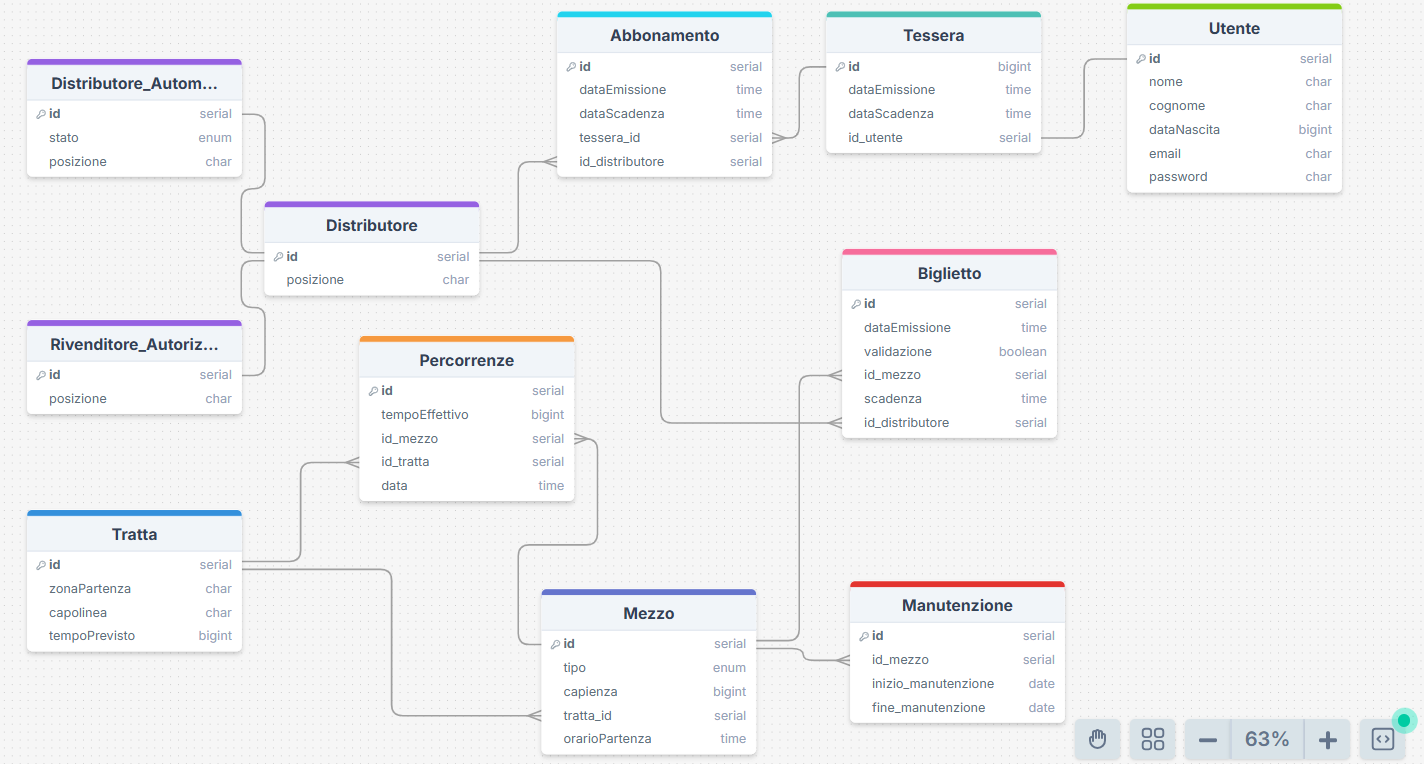 Distributore_Autom...
id serial
stato enum
posizione char
Distributore
id serial
posizione char
Rivenditore_Autoriz...
id serial
posizione char
Abbonamento
id serial
dataEmissione time
dataScadenza time
tessera_id serial
id_distributore serial
Tessera
id bigint
dataEmissione time
dataScadenza time
id_utente serial
Utente
id serial
nome char
cognome char
dataNascita bigint
email char
password char
Biglietto
id serial
dataEmissione time
validazione boolean
id_mezzo serial
scadenza time
id_distributore serial
Percorrenze
id serial
tempoEffettivo bigint
id_mezzo serial
id_tratta serial
data time
Tratta
id serial
zonaPartenza char
capolinea char
tempoPrevisto bigint
Mezzo
id serial
tipo enum
capienza bigint
tratta_id serial
orarioPartenza time
Manutenzione
id serial
id_mezzo serial
inizio_manutenzione date
fine_manutenzione date
63%